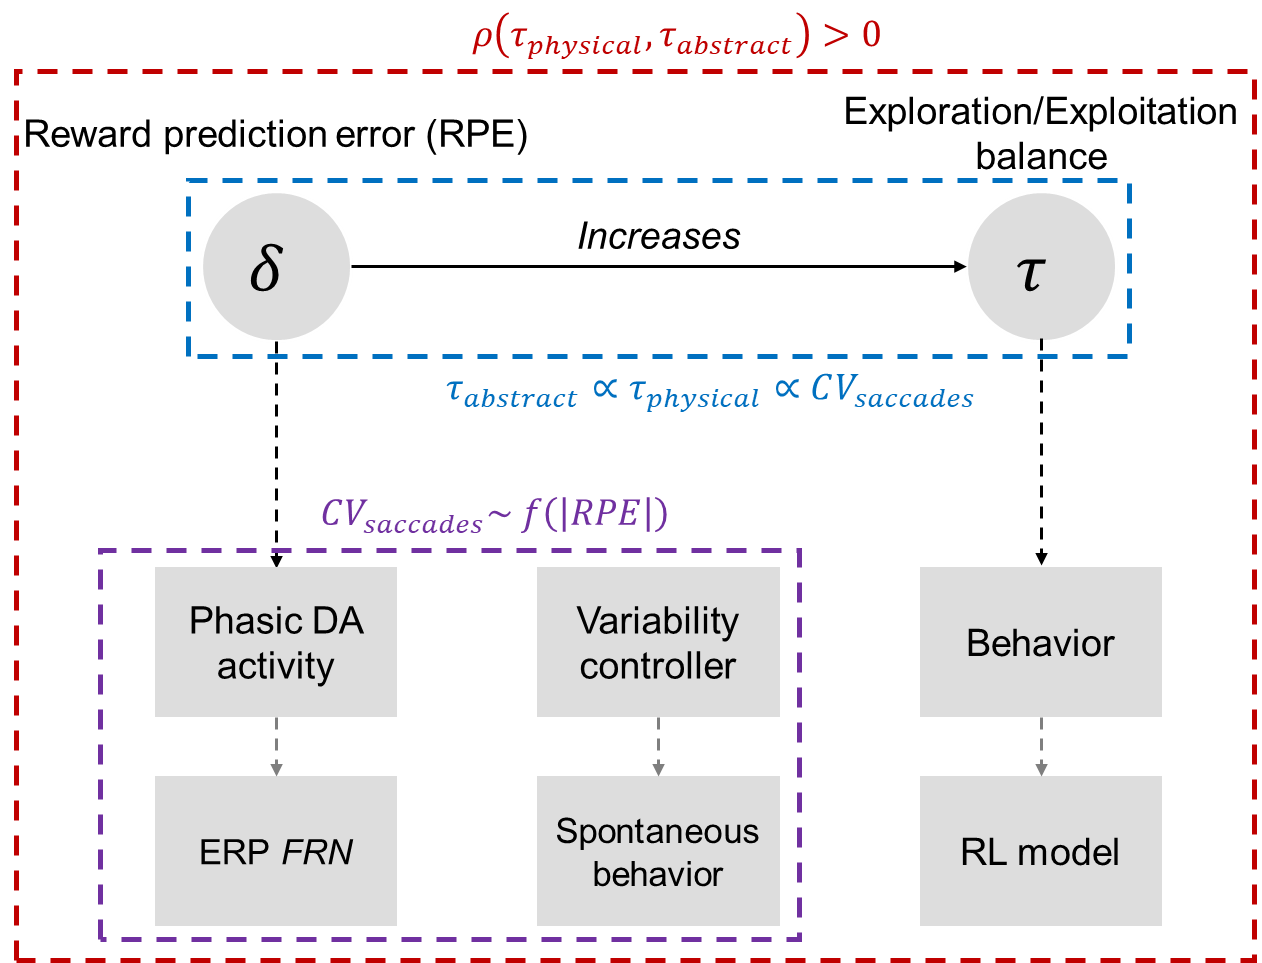 ρ(τ_physical, τ_abstract) > 0
Reward prediction error (RPE)
Exploration/Exploitation
balance
δ
Increases
τ
τ_abstract ∝ τ_physical ∝ CV_saccades
CV_saccades ~ f(|RPE|)
Phasic DA
activity
Variability
controller
Behavior
ERP FRN
Spontaneous
behavior
RL model